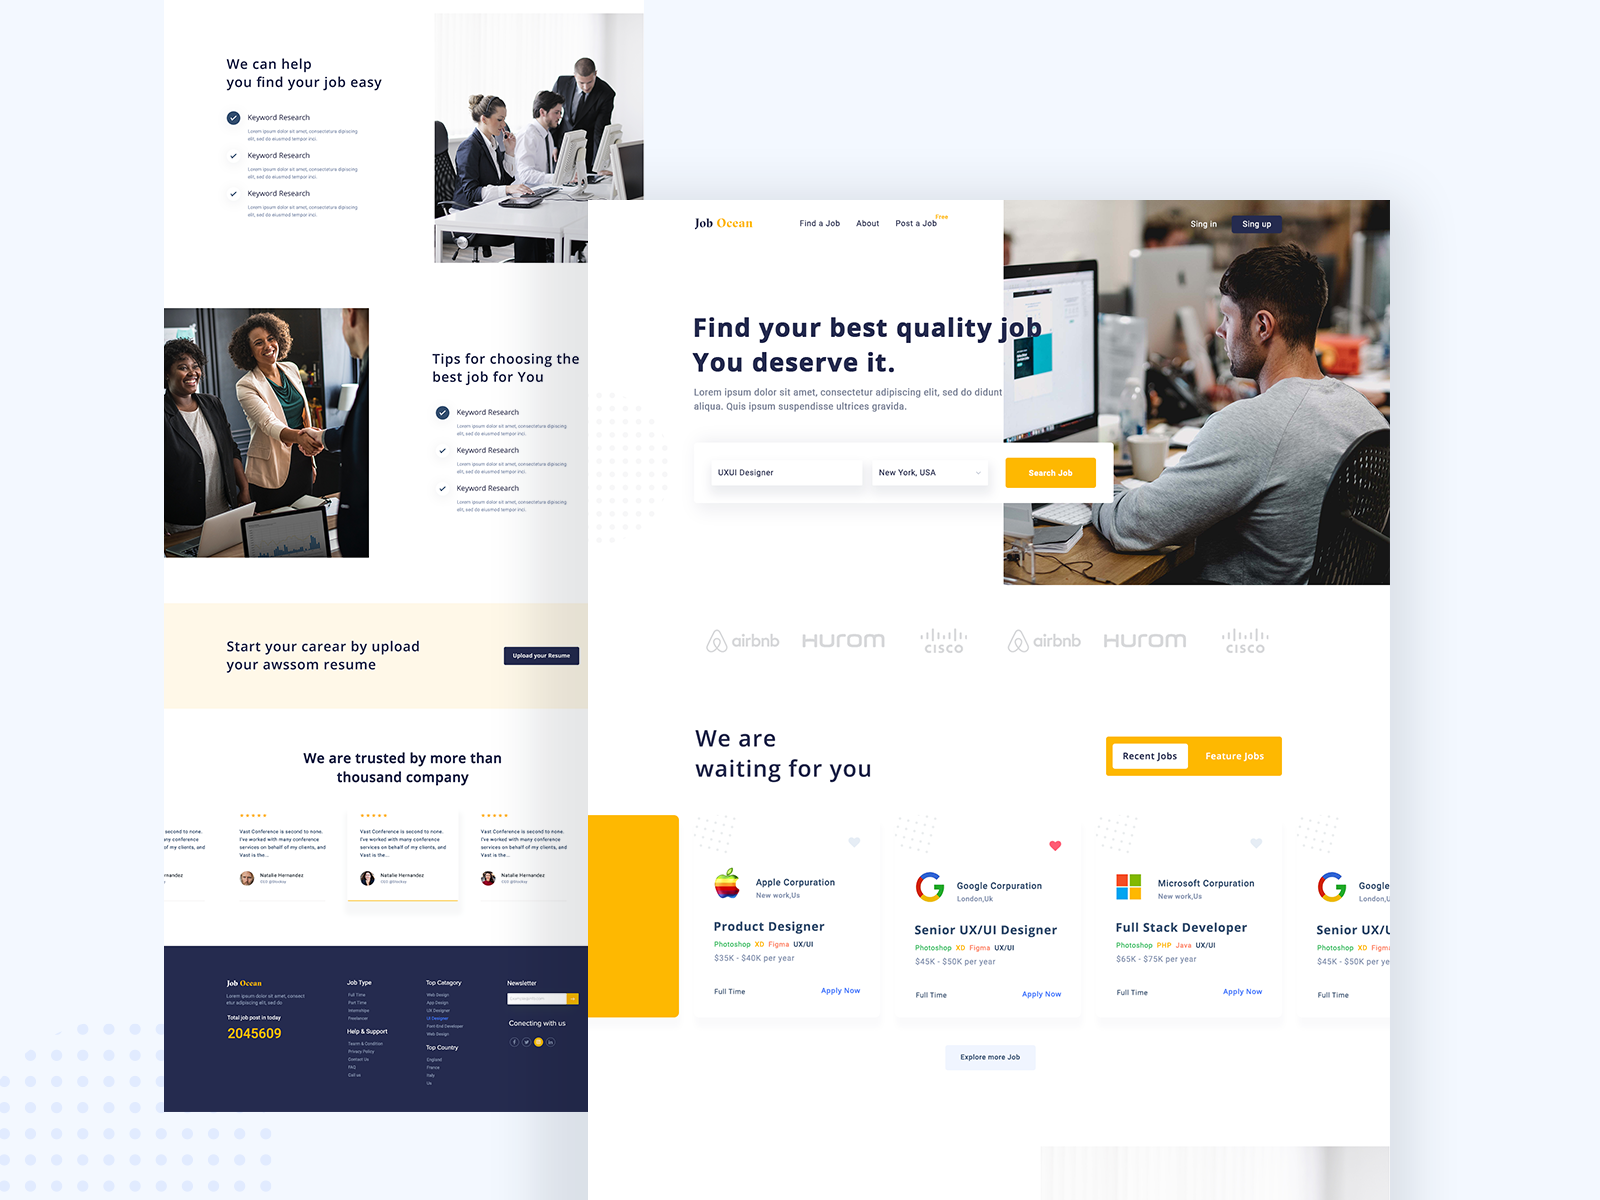 We can help
you find your job easy
Keyword Research
Lorem ipsum dolor sit amet, consectetura dipiscing
elit, sed do eiusmod tempor inci.
Keyword Research
Lorem ipsum dolor sit amet, consectetura dipiscing
elit, sed do eiusmod tempor inci.
Keyword Research
Lorem ipsum dolor sit amet, consectetura dipiscing
elit, sed do eiusmod tempor inci.
Tips for choosing the
best job for You
Keyword Research
Lorem ipsum dolor sit amet, consectetura dipiscing
elit, sed do eiusmod tempor inci.
Keyword Research
Lorem ipsum dolor sit amet, consectetura dipiscing
elit, sed do eiusmod tempor inci.
Keyword Research
Lorem ipsum dolor sit amet, consectetura dipiscing
elit, sed do eiusmod tempor inci.
Start your carear by upload
your awssom resume
Upload your Resume
We are trusted by more than
thousand company
second to none.
ny conference
of my clients, and
rnandez
Vast Conference is second to none.
I've worked with many conference
services on behalf of my clients, and
Vast is the...
Natalie Hernandez
CEO @Stocksy
Vast Conference is second to none.
I've worked with many conference
services on behalf of my clients, and
Vast is the...
Natalie Hernandez
CEO @Stocksy
Vast Conference is second to none.
I've worked with many conference
services on behalf of my clients, and
Vast is the...
Natalie Hernandez
CEO @Stocksy
Job Ocean
Lorem ipsum dolor sit amet, consect
etur adipiscing elit, sed do
Total job post in today
2045609
Job Type
Full Time
Part Time
Internships
Freelancer
Help & Support
Tearm & Condition
Privacy Policy
Contact Us
FAQ
Call us
Top Catagory
Web Design
App Design
UX Designer
UI Designer
Font-End Developer
Web Design
Top Country
England
France
Italy
Us
Newsletter
Conecting with us
Job Ocean
Find a Job
About
Post a Job
Free
Sing in
Sing up
Find your best quality job
You deserve it.
Lorem ipsum dolor sit amet, consectetur adipiscing elit, sed do didunt
aliqua. Quis ipsum suspendisse ultrices gravida.
UXUI Designer
New York, USA
Search Job
airbnb
HUROM
CISCO
airbnb
HUROM
CISCO
We are
waiting for you
Recent Jobs
Feature Jobs
Apple Corpuration
New work,Us
Product Designer
Photoshop XD Figma UX/UI
$35K - $40K per year
Full Time
Apply Now
Google Corpuration
London,Uk
Senior UX/UI Designer
Photoshop XD Figma UX/UI
$45K - $50K per year
Full Time
Apply Now
Microsoft Corpuration
New work,Us
Full Stack Developer
Photoshop PHP Java UX/UI
$65K - $75K per year
Full Time
Apply Now
Google
London,U
Senior UX/U
Photoshop XD Figma
$45K - $50K per ye
Full Time
Explore more Job